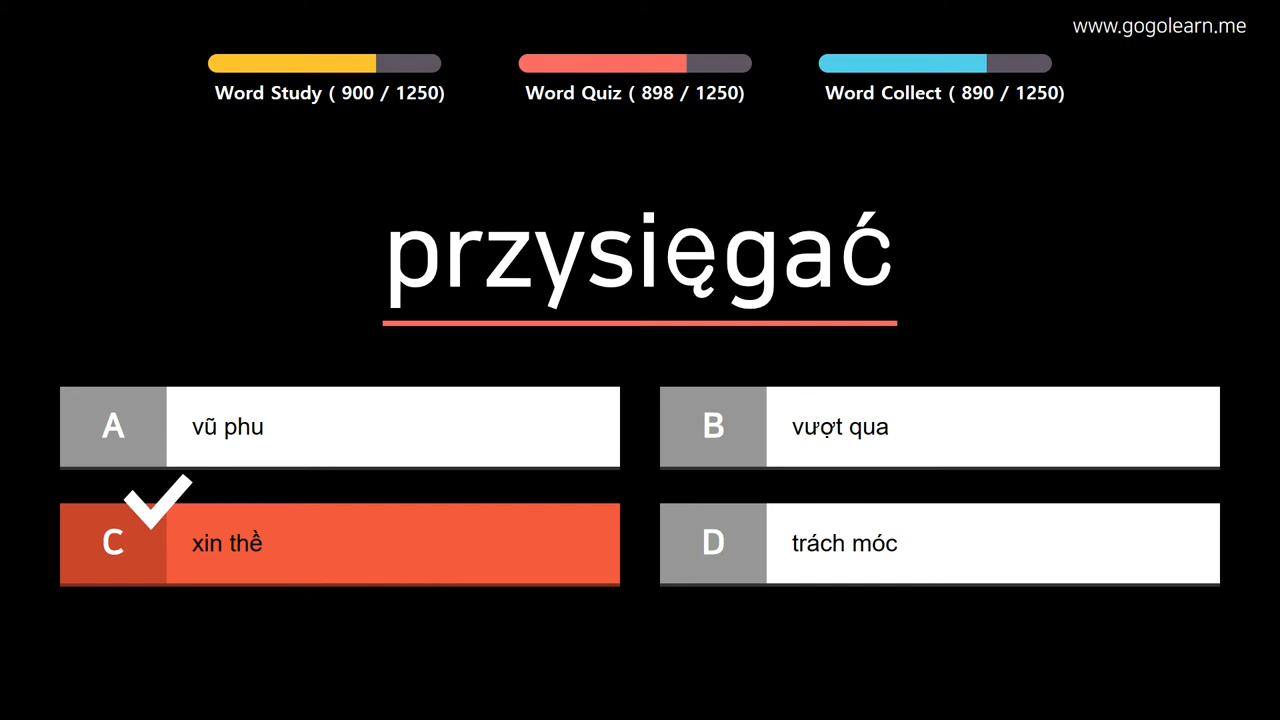 www.gogolearn.me
Word Study ( 900 / 1250)
Word Quiz ( 898 / 1250)
Word Collect ( 890 / 1250)
przysięgać
A vũ phu
B vượt qua
C xin thề
D trách móc